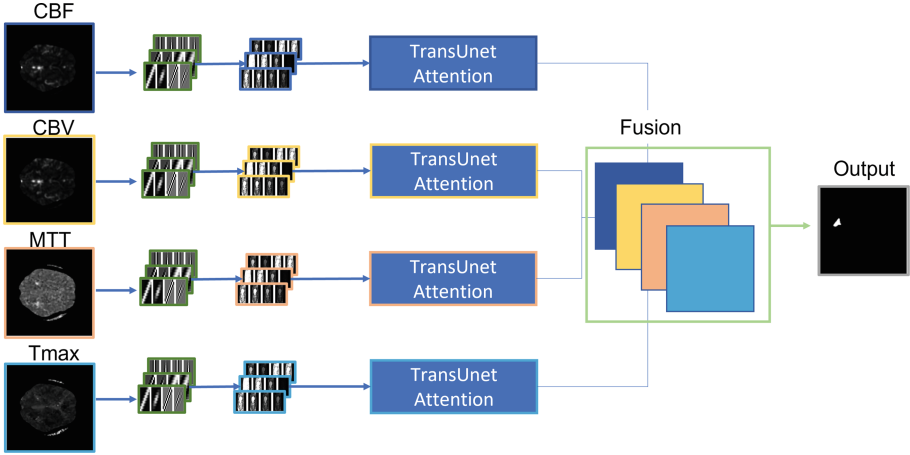 CBF
TransUnet
Attention
CBV
TransUnet
Attention
Fusion
Output
MTT
TransUnet
Attention
Tmax
TransUnet
Attention